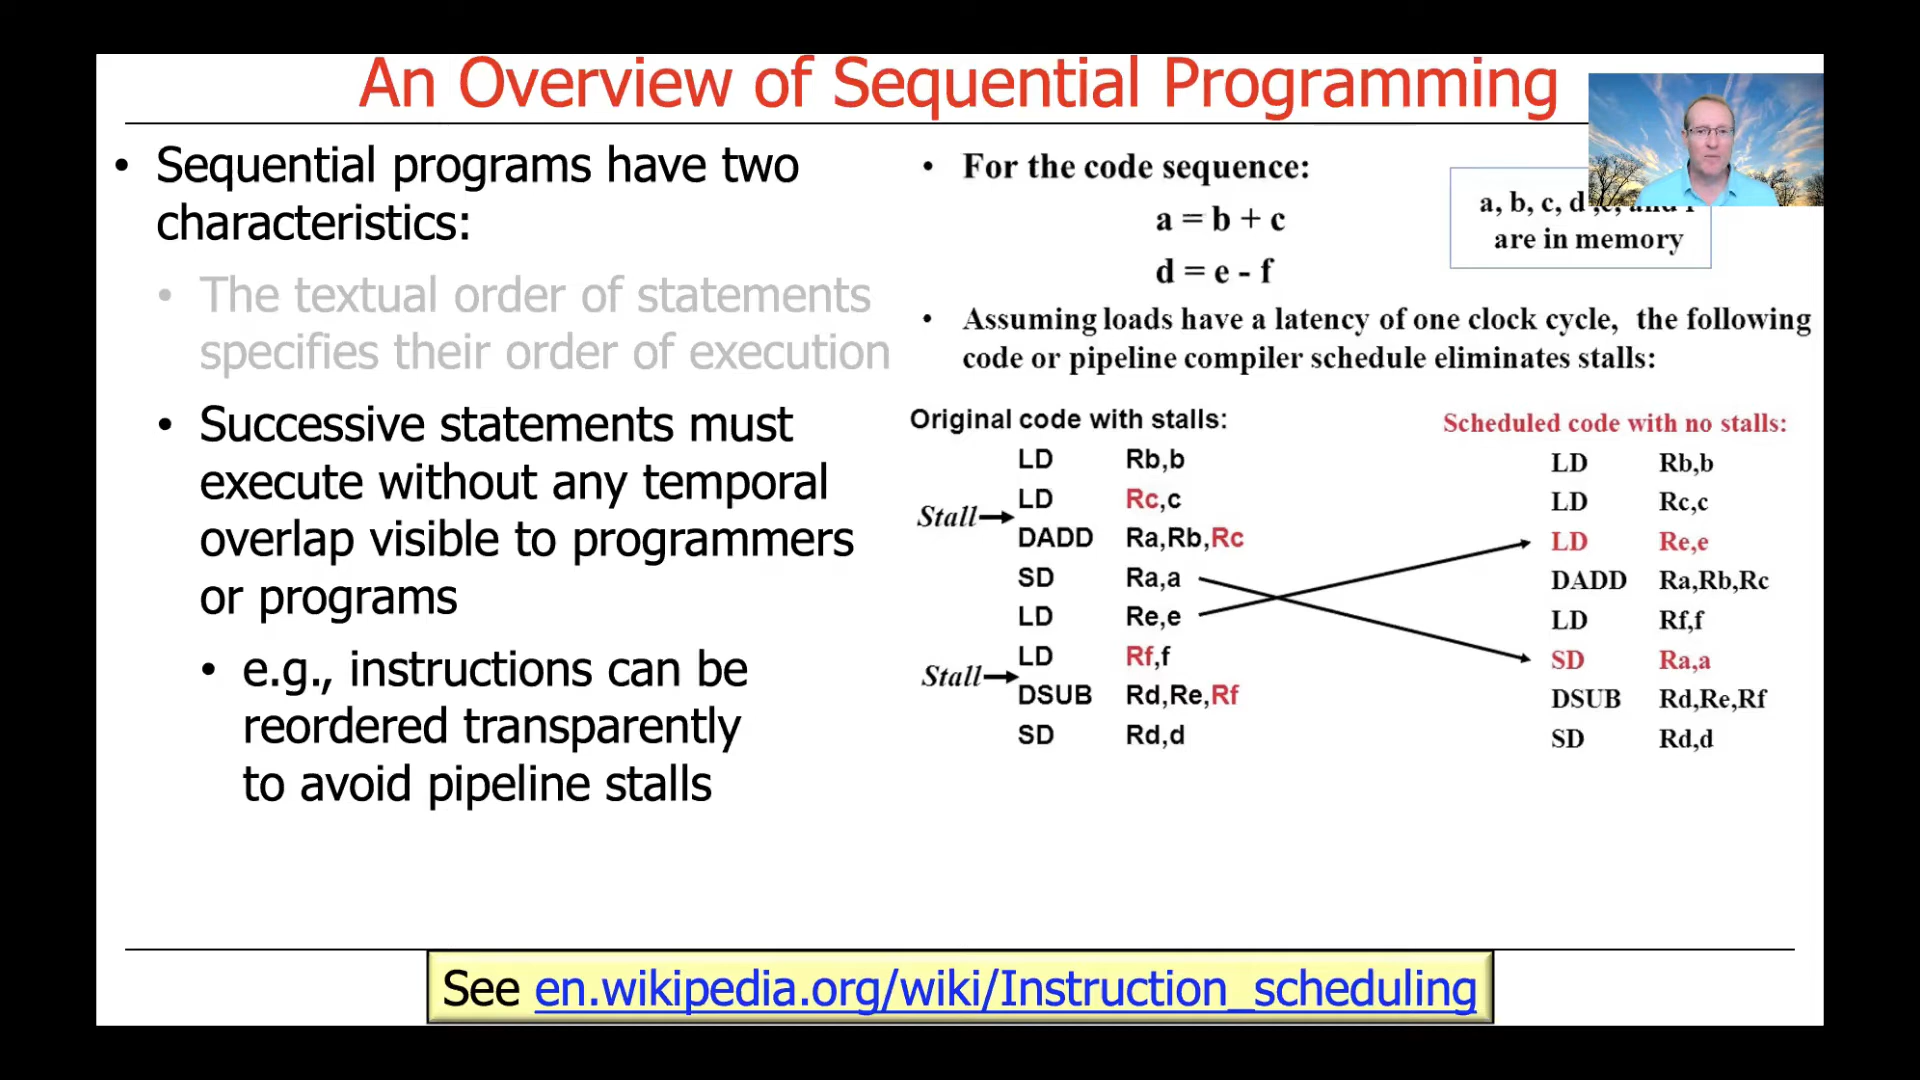 An Overview of Sequential Programming
• Sequential programs have two
characteristics:
• The textual order of statements
specifies their order of execution
• Successive statements must
execute without any temporal
overlap visible to programmers
or programs
• e.g., instructions can be
reordered transparently
to avoid pipeline stalls
• For the code sequence:
a = b + c
d = e - f
a, b, c, d
are in memory
• Assuming loads have a latency of one clock cycle, the following
code or pipeline compiler schedule eliminates stalls:
Original code with stalls:
LD Rb,b
LD Rc,c
Stall
DADD Ra,Rb,Rc
SD Ra,a
LD Re,e
LD Rf,f
Stall
DSUB Rd,Re,Rf
SD Rd,d
Scheduled code with no stalls:
LD Rb,b
LD Rc,c
LD Re,e
DADD Ra,Rb,Rc
LD Rf,f
SD Ra,a
DSUB Rd,Re,Rf
SD Rd,d
See en.wikipedia.org/wiki/Instruction_scheduling